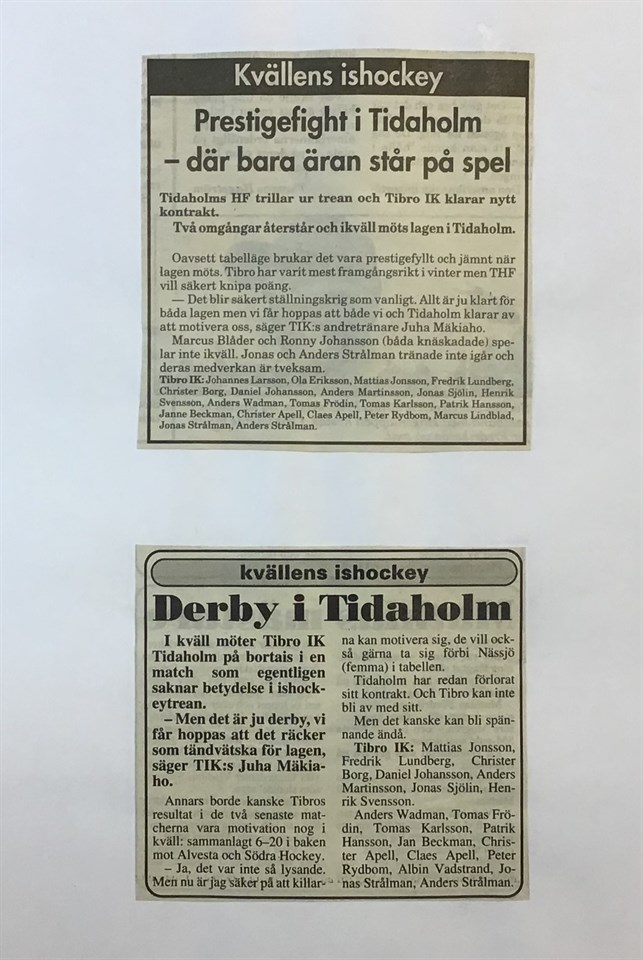 Kvällens ishockey
Prestigefight i Tidaholm
– där bara äran står på spel
Tidaholms HF trillar ur trean och Tibro IK klarar nytt
kontrakt.
Två omgångar återstår och ikväll möts lagen i Tidaholm.
Oavsett tabelläge brukar det vara prestigefyllt och jämnt när
lagen möts. Tibro har varit mest framgångsrikt i vinter men THF
vill säkert knipa poäng.
— Det blir säkert ställningskrig som vanligt. Allt är ju klart för
båda lagen men vi får hoppas att både vi och Tidaholm klarar av
att motivera oss, säger TIK:s andretränare Juha Mäkiaho.
Marcus Blåder och Ronny Johansson (båda knäskadade) spe-
lar inte ikväll. Jonas och Anders Strålman tränade inte igår och
deras medverkan är tveksam.
Tibro IK: Johannes Larsson, Ola Eriksson, Mattias Jonsson, Fredrik Lundberg,
Christer Borg, Daniel Johansson, Anders Martinsson, Jonas Sjölin, Henrik
Svensson, Anders Wadman, Tomas Frödin, Tomas Karlsson, Patrik Hansson,
Janne Beckman, Christer Apell, Claes Apell, Peter Rydbom, Marcus Lindblad,
Jonas Strålman, Anders Strålman.
kvällens ishockey
Derby i Tidaholm
I kväll möter Tibro IK
Tidaholm på bortais i en
match som egentligen
saknar betydelse i ishock-
eytrean.
– Men det är ju derby, vi
får hoppas att det räcker
som tändvätska för lagen,
säger TIK:s Juha Mäkia-
ho.
Annars borde kanske Tibros
resultat i de två senaste mat-
cherna vara motivation nog i
kväll: sammanlagt 6–20 i baken
mot Alvesta och Södra Hockey.
– Ja, det var inte så lysande.
Men nu är jag säker på att killar-
na kan motivera sig, de vill ock-
så gärna ta sig förbi Nässjö
(femma) i tabellen.
Tidaholm har redan förlorat
sitt kontrakt. Och Tibro kan inte
bli av med sitt.
Men det kanske kan bli spän-
nande ändå.
Tibro IK: Mattias Jonsson,
Fredrik Lundberg, Christer
Borg, Daniel Johansson, Anders
Martinsson, Jonas Sjölin, Hen-
rik Svensson.
Anders Wadman, Tomas Frö-
din, Tomas Karlsson, Patrik
Hansson, Jan Beckman, Chris-
ter Apell, Claes Apell, Peter
Rydbom, Albin Vadstrand, Jo-
nas Strålman, Anders Strålman.